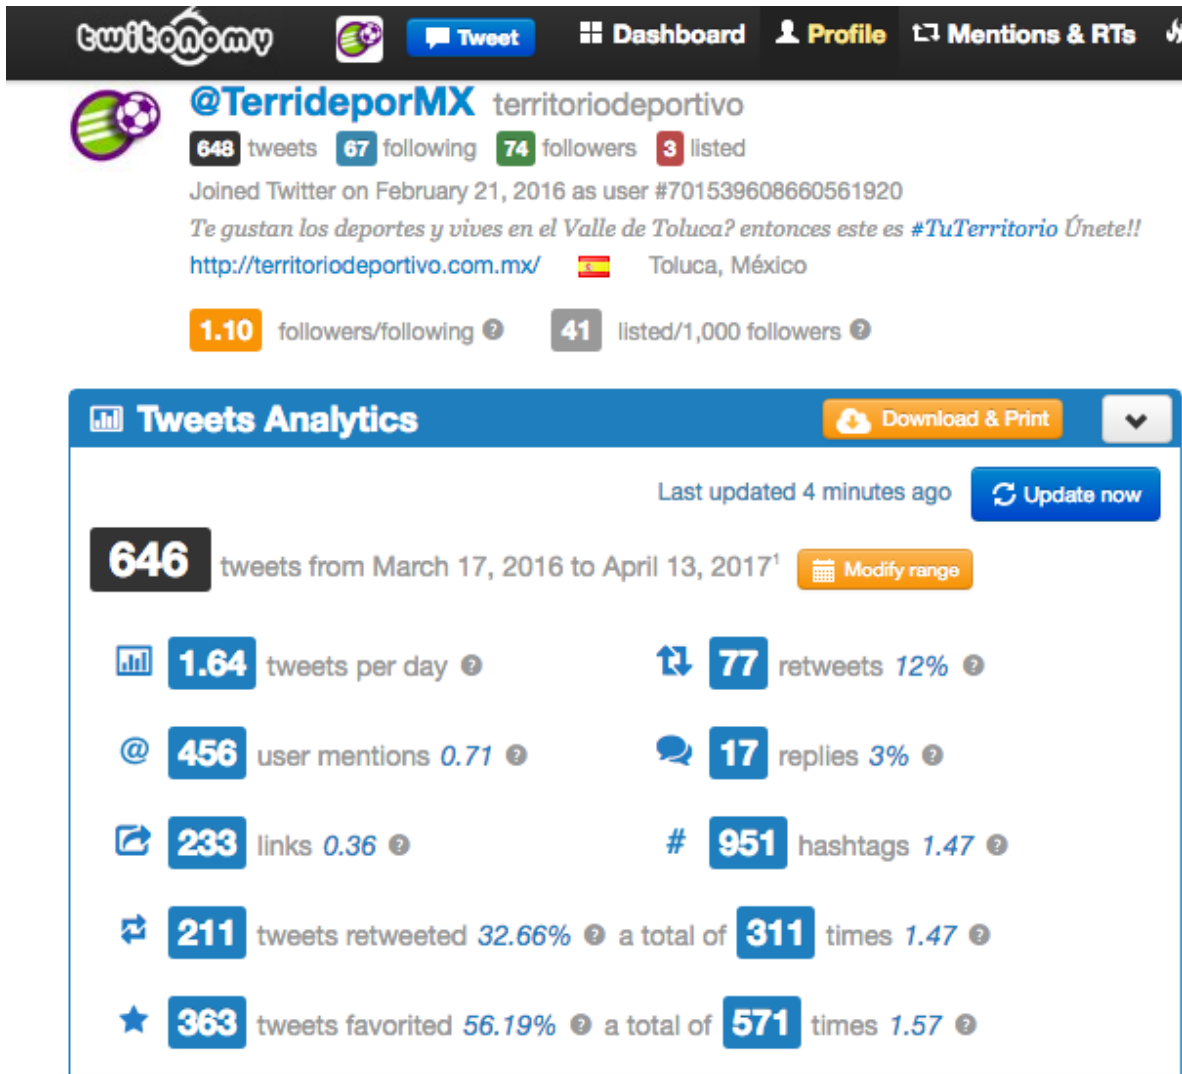 twitonomy Tweet Dashboard Profile Mentions & RTs
@TerrideporMX territoriodeportivo
648 tweets 67 following 74 followers 3 listed
Joined Twitter on February 21, 2016 as user #701539608660561920
Te gustan los deportes y vives en el Valle de Toluca? entonces este es #TuTerritorio Únete!!
http://territoriodeportivo.com.mx/ Toluca, México
1.10 followers/following ? 41 listed/1,000 followers ?
Tweets Analytics Download & Print
Last updated 4 minutes ago Update now
646 tweets from March 17, 2016 to April 13, 2017¹ Modify range
1.64 tweets per day ? 77 retweets 12% ?
@ 456 user mentions 0.71 ? 17 replies 3% ?
233 links 0.36 ? # 951 hashtags 1.47 ?
211 tweets retweeted 32.66% ? a total of 311 times 1.47 ?
363 tweets favorited 56.19% ? a total of 571 times 1.57 ?